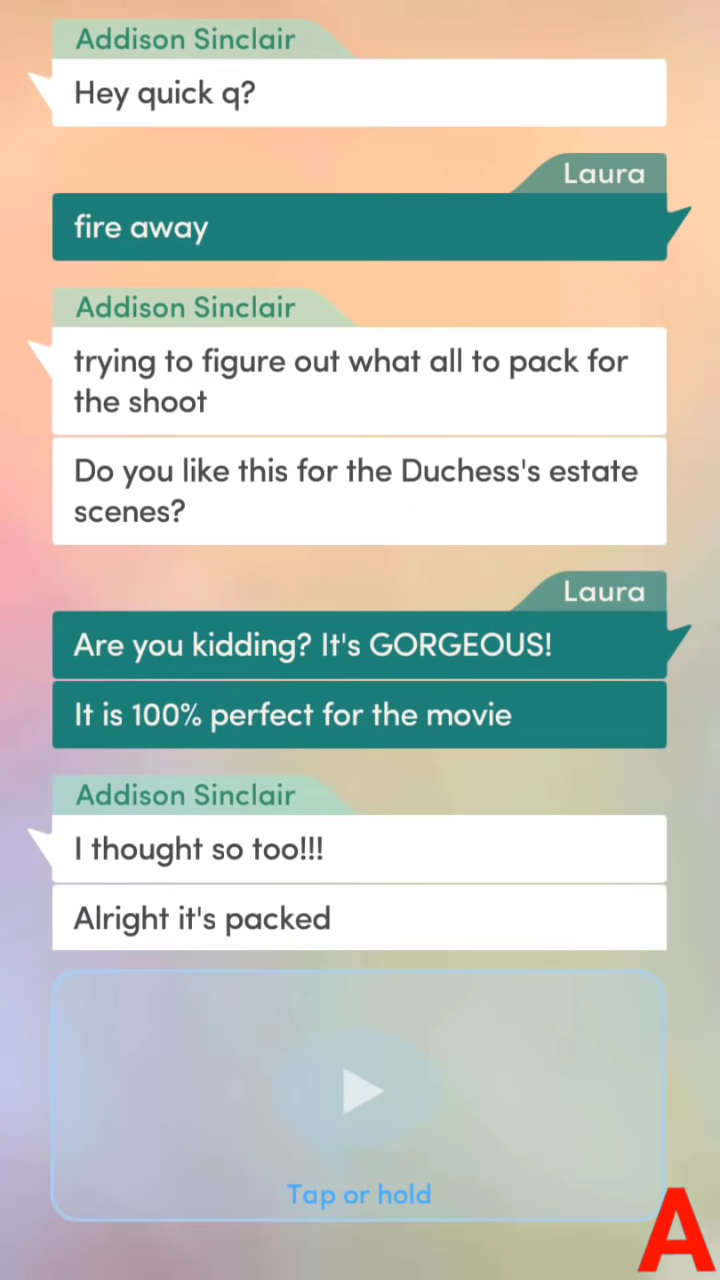 Addison Sinclair
Hey quick q?
Laura
fire away
Addison Sinclair
trying to figure out what all to pack for
the shoot
Do you like this for the Duchess's estate
scenes?
Laura
Are you kidding? It's GORGEOUS!
It is 100% perfect for the movie
Addison Sinclair
I thought so too!!!
Alright it's packed
Tap or hold
A